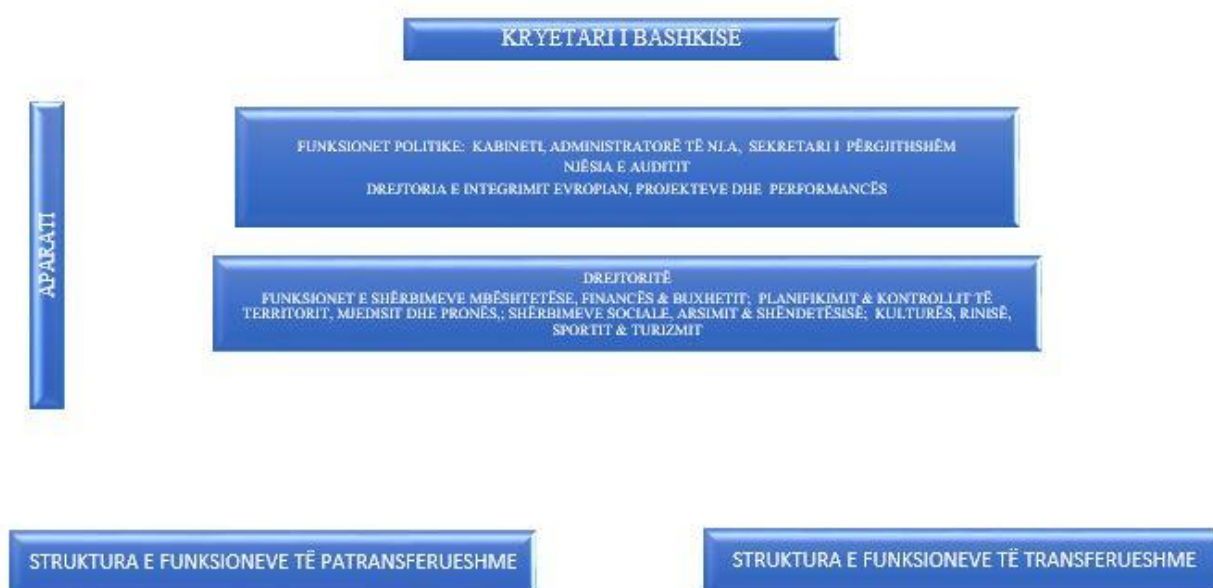 KRYETARI I BASHKISË
APARATI
FUNKSIONET POLITIKE: KABINETI, ADMINISTRATORË TË NJ.A, SEKRETARI I PËRGJITHSHËM
NJËSIA E AUDITIT
DREJTORIA E INTEGRIMIT EVROPIAN, PROJEKTEVE DHE PERFORMANCËS
DREJTORITË
FUNKSIONET E SHËRBIMEVE MBËSHTETËSE, FINANCËS & BUXHETIT; PLANIFIKIMIT & KONTROLLIT TË
TERRITORIT, MJEDISIT DHE PRONËS,; SHËRBIMEVE SOCIALE, ARSIMIT & SHËNDETËSISË; KULTURËS, RINISË,
SPORTIT & TURIZMIT
STRUKTURA E FUNKSIONEVE TË PATRANSFERUESHME
STRUKTURA E FUNKSIONEVE TË TRANSFERUESHME